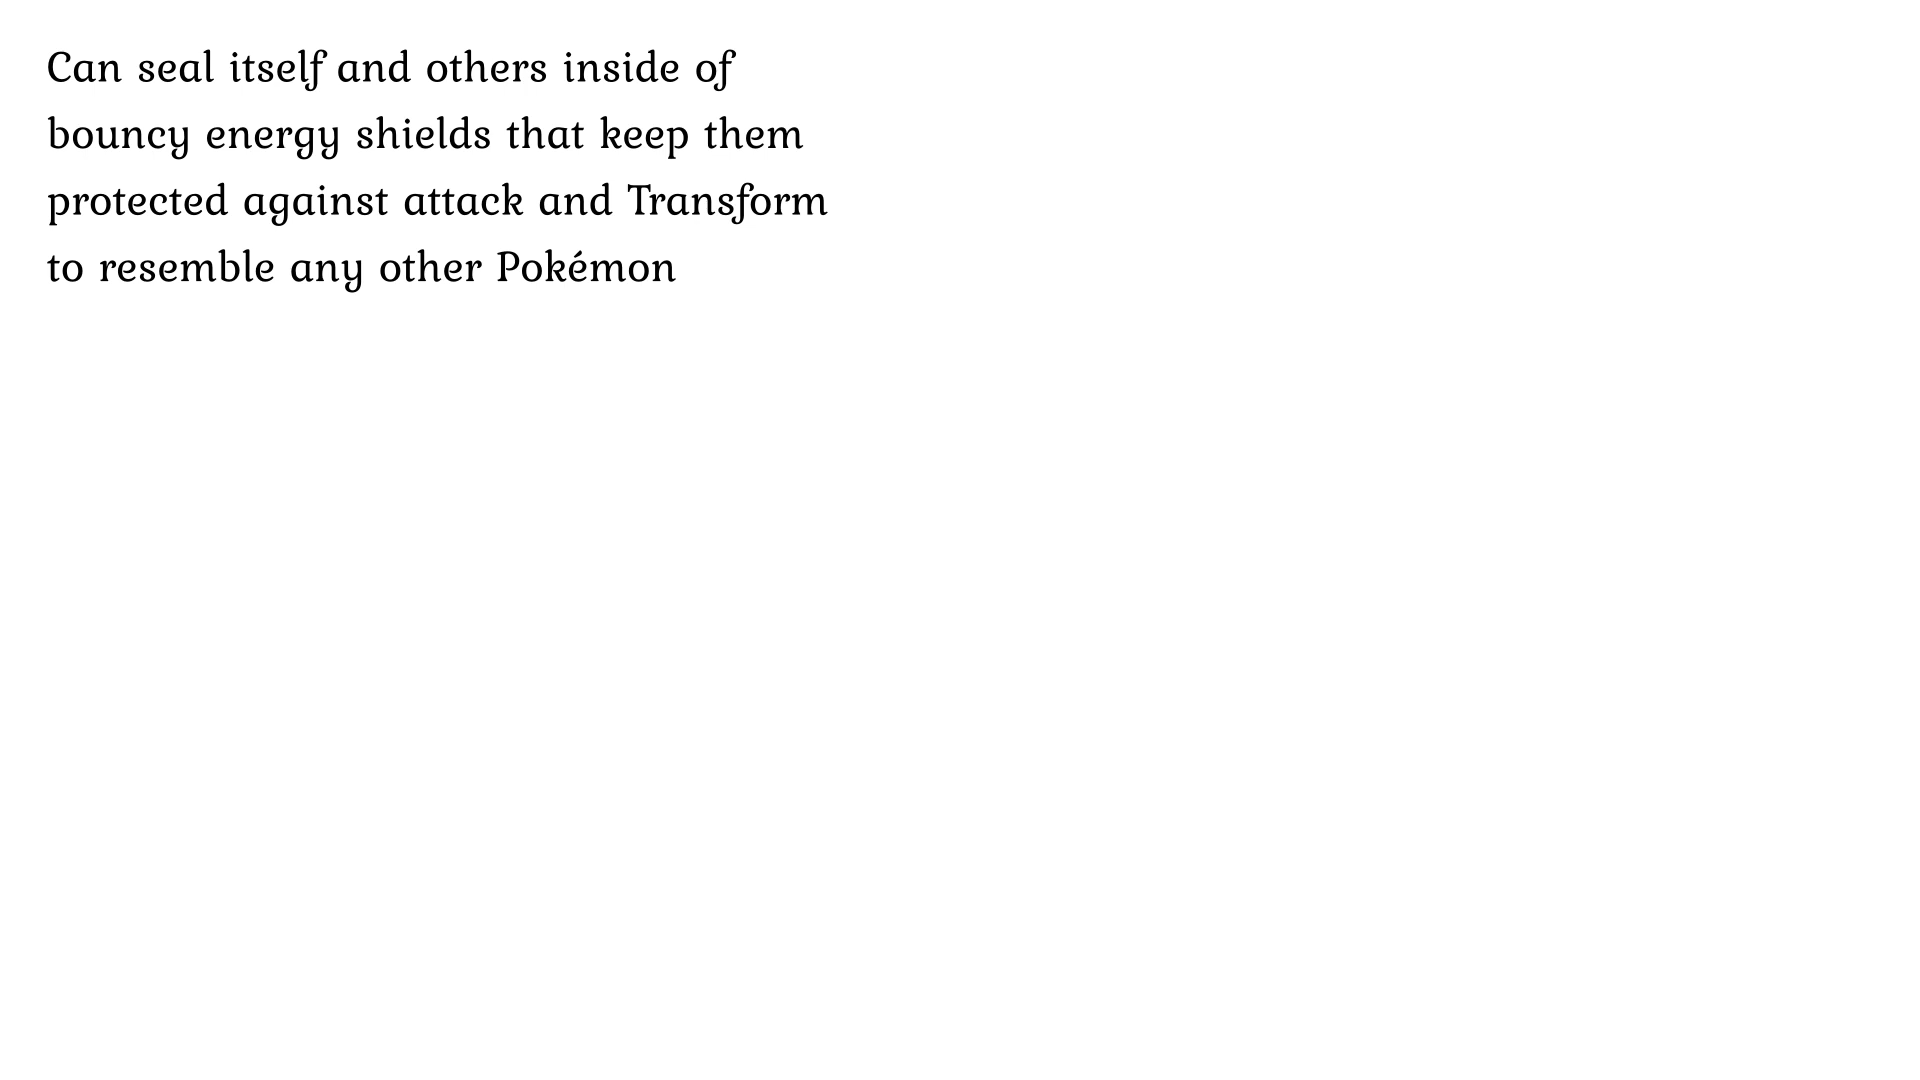 Can seal itself and others inside of
bouncy energy shields that keep them
protected against attack and Transform
to resemble any other Pokémon